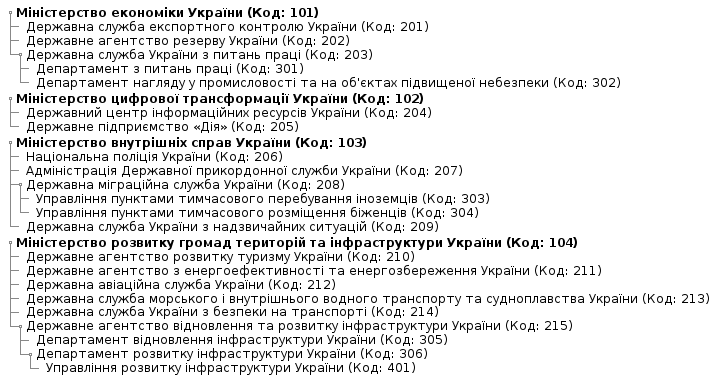 Міністерство економіки України (Код: 101)
Державна служба експортного контролю України (Код: 201)
Державне агентство резерву України (Код: 202)
Державна служба України з питань праці (Код: 203)
Департамент з питань праці (Код: 301)
Департамент нагляду у промисловості та на об'єктах підвищеної небезпеки (Код: 302)
Міністерство цифрової трансформації України (Код: 102)
Державний центр інформаційних ресурсів України (Код: 204)
Державне підприємство «Дія» (Код: 205)
Міністерство внутрішніх справ України (Код: 103)
Національна поліція України (Код: 206)
Адміністрація Державної прикордонної служби України (Код: 207)
Державна міграційна служба України (Код: 208)
Управління пунктами тимчасового перебування іноземців (Код: 303)
Управління пунктами тимчасового розміщення біженців (Код: 304)
Державна служба України з надзвичайних ситуацій (Код: 209)
Міністерство розвитку громад територій та інфраструктури України (Код: 104)
Державне агентство розвитку туризму України (Код: 210)
Державне агентство з енергоефективності та енергозбереження України (Код: 211)
Державна авіаційна служба України (Код: 212)
Державна служба морського і внутрішнього водного транспорту та судноплавства України (Код: 213)
Державна служба України з безпеки на транспорті (Код: 214)
Державне агентство відновлення та розвитку інфраструктури України (Код: 215)
Департамент відновлення інфраструктури України (Код: 305)
Департамент розвитку інфраструктури України (Код: 306)
Управління розвитку інфраструктури України (Код: 401)